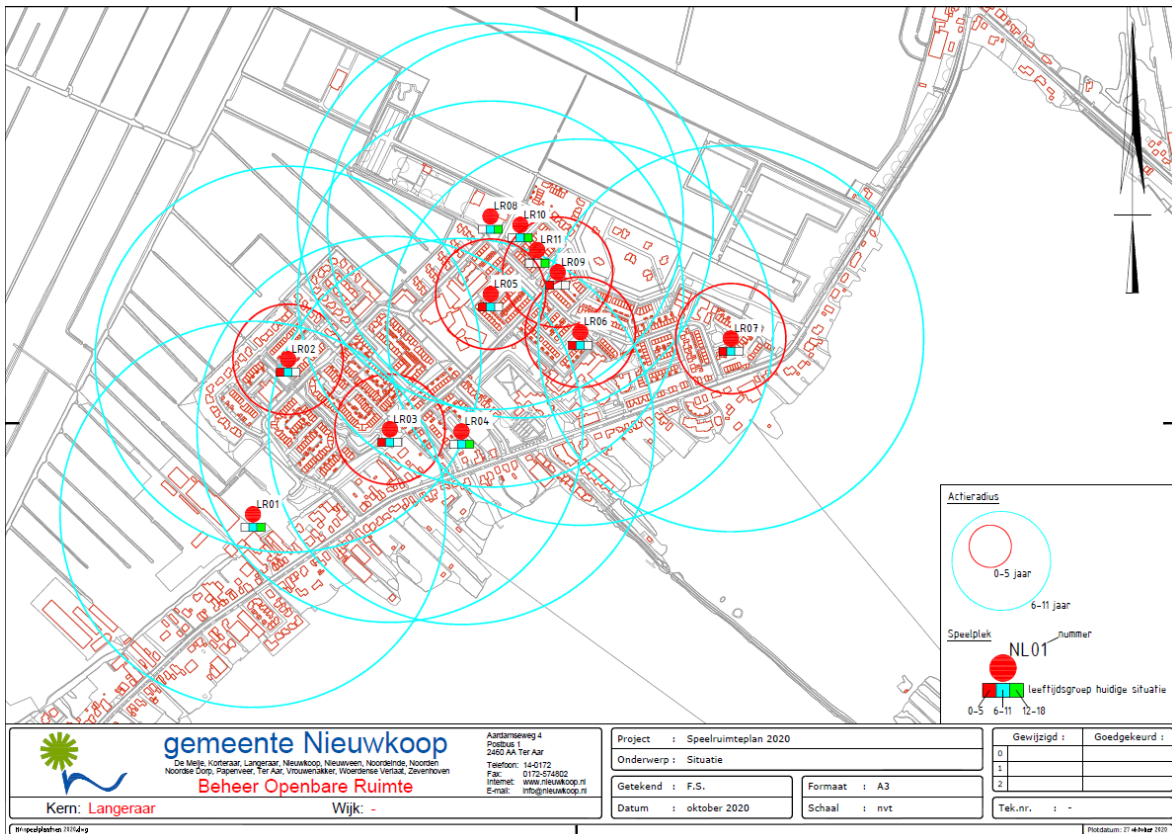 LR08
LR10
LR11
LR09
LR05
LR06
LR07
LR02
LR03
LR04
LR01
Actieradius
0-5 jaar
6-11 jaar
Speelplek
nummer
NL01
leeftijdsgroep huidige situatie
0-5 6-11 12-18
gemeente Nieuwkoop
De Meije, Korteraar, Langeraar, Nieuwkoop, Nieuwveen, Noordeinde, Noorden
Noordse Dorp, Papenveer, Ter Aar, Vrouwenakker, Woerdense Verlaat, Zevenhoven
Beheer Openbare Ruimte
Kern: Langeraar Wijk: -
Aardamseweg 4
Postbus 1
2460 AA Ter Aar
Telefoon: 14-0172
Fax: 0172-574802
Internet: www.nieuwkoop.nl
E-mail: info@nieuwkoop.nl
Project : Speelruimteplan 2020
Onderwerp : Situatie
Getekend : F.S.
Datum : oktober 2020
Formaat : A3
Schaal : nvt
Gewijzigd : Goedgekeurd :
0
1
2
Tek.nr. : -
Plotdatum: 27 oktober 2020